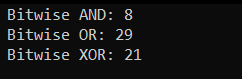 Bitwise AND: 8
Bitwise OR: 29
Bitwise XOR: 21